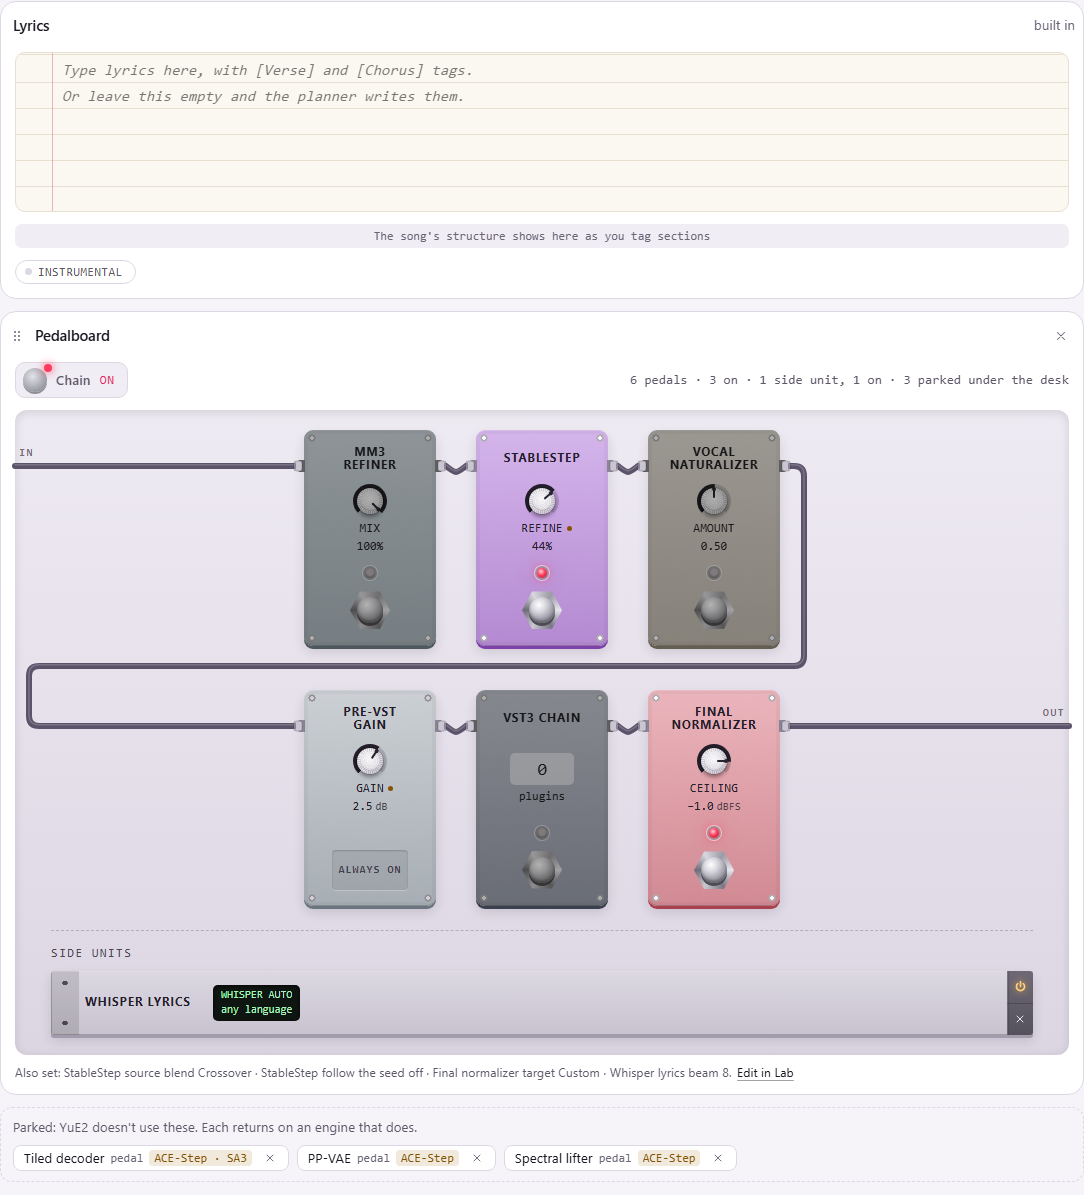 Lyrics
built in
Type lyrics here, with [Verse] and [Chorus] tags.
Or leave this empty and the planner writes them.
The song's structure shows here as you tag sections
INSTRUMENTAL
Pedalboard
Chain ON
6 pedals · 3 on · 1 side unit, 1 on · 3 parked under the desk
IN
MM3
REFINER
MIX
100%
STABLESTEP
REFINE
44%
VOCAL
NATURALIZER
AMOUNT
0.50
PRE-VST
GAIN
GAIN
2.5 dB
ALWAYS ON
VST3 CHAIN
0
plugins
FINAL
NORMALIZER
CEILING
−1.0 dBFS
OUT
SIDE UNITS
WHISPER LYRICS
WHISPER AUTO
any language
Also set: StableStep source blend Crossover · StableStep follow the seed off · Final normalizer target Custom · Whisper lyrics beam 8. Edit in Lab
Parked: YuE2 doesn't use these. Each returns on an engine that does.
Tiled decoder pedal ACE-Step · SA3
PP-VAE pedal ACE-Step
Spectral lifter pedal ACE-Step